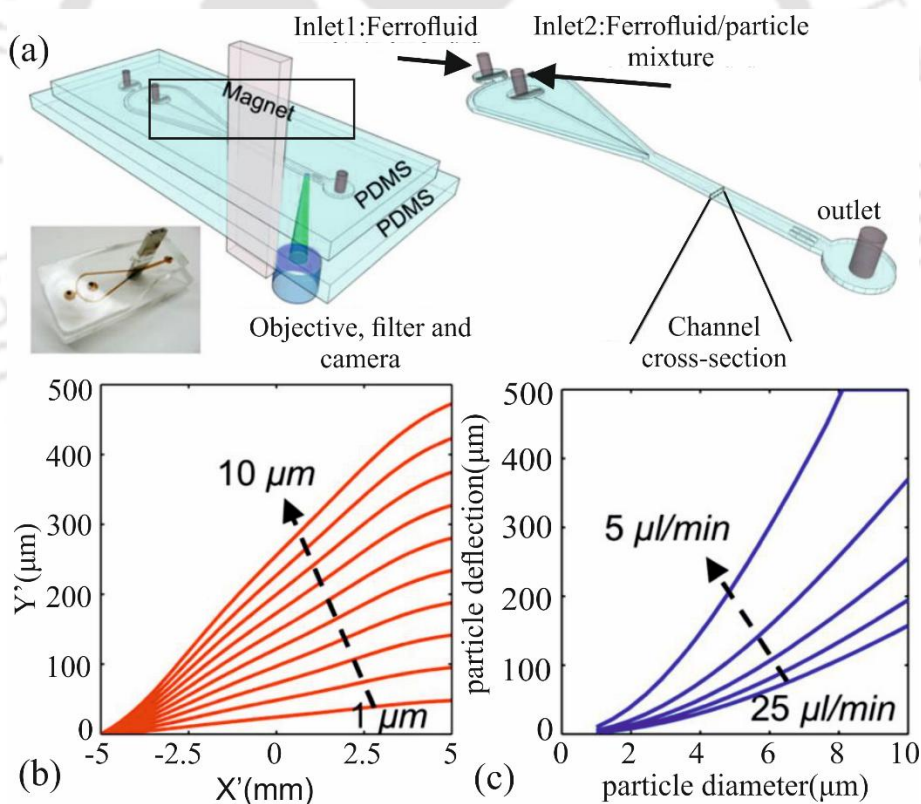 (a)
Inlet1:Ferrofluid
Inlet2:Ferrofluid/particle
mixture
Magnet
PDMS
PDMS
outlet
Objective, filter and
camera
Channel
cross-section
500
400
300
200
100
0
Y'(μm)
10 μm
1 μm
-5
-2.5
0
2.5
5
(b)
X'(mm)
500
400
300
200
100
0
particle deflection(μm)
5 μl/min
25 μl/min
0
2
4
6
8
10
(c)
particle diameter(μm)